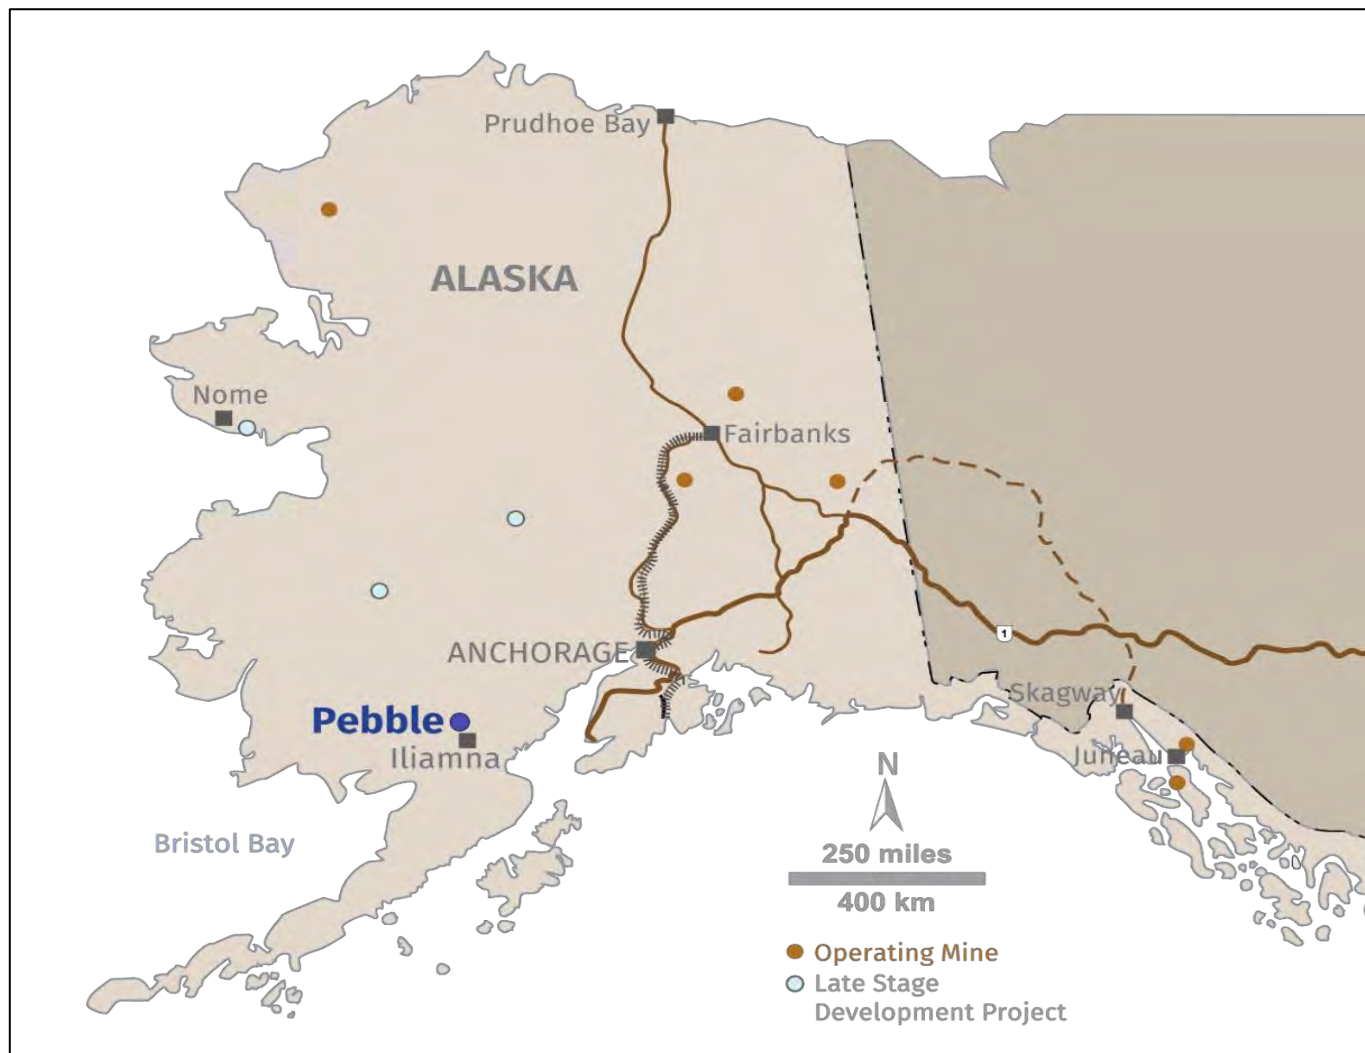 Prudhoe Bay
ALASKA
Nome
Fairbanks
ANCHORAGE
1
Skagway
Pebble
Iliamna
Juneau
N
Bristol Bay
250 miles
400 km
Operating Mine
Late Stage
Development Project